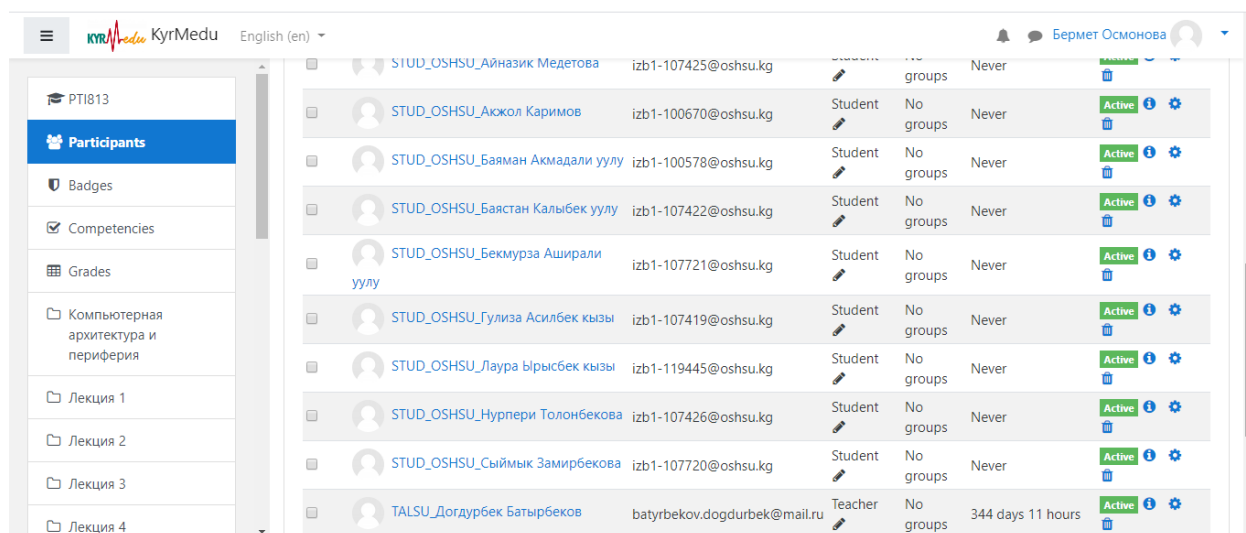 KYRMedu KyrMedu English (en) Бермет Осмонова
PTI813
Participants
Badges
Competencies
Grades
Компьютерная
архитектура и
периферия
Лекция 1
Лекция 2
Лекция 3
Лекция 4
STUD_OSHSU_Айназик Медетова izb1-107425@oshsu.kg Student No
groups Never Active
STUD_OSHSU_Акжол Каримов izb1-100670@oshsu.kg Student No
groups Never Active
STUD_OSHSU_Баяман Акмадали уулу izb1-100578@oshsu.kg Student No
groups Never Active
STUD_OSHSU_Баястан Калыбек уулу izb1-107422@oshsu.kg Student No
groups Never Active
STUD_OSHSU_Бекмурза Аширали
уулу izb1-107721@oshsu.kg Student No
groups Never Active
STUD_OSHSU_Гулиза Асилбек кызы izb1-107419@oshsu.kg Student No
groups Never Active
STUD_OSHSU_Лаура Ырысбек кызы izb1-119445@oshsu.kg Student No
groups Never Active
STUD_OSHSU_Нурпери Толонбекова izb1-107426@oshsu.kg Student No
groups Never Active
STUD_OSHSU_Сыймык Замирбекова izb1-107720@oshsu.kg Student No
groups Never Active
TALSU_Догдурбек Батырбеков batyrbekov.dogdurbek@mail.ru Teacher No
groups 344 days 11 hours Active